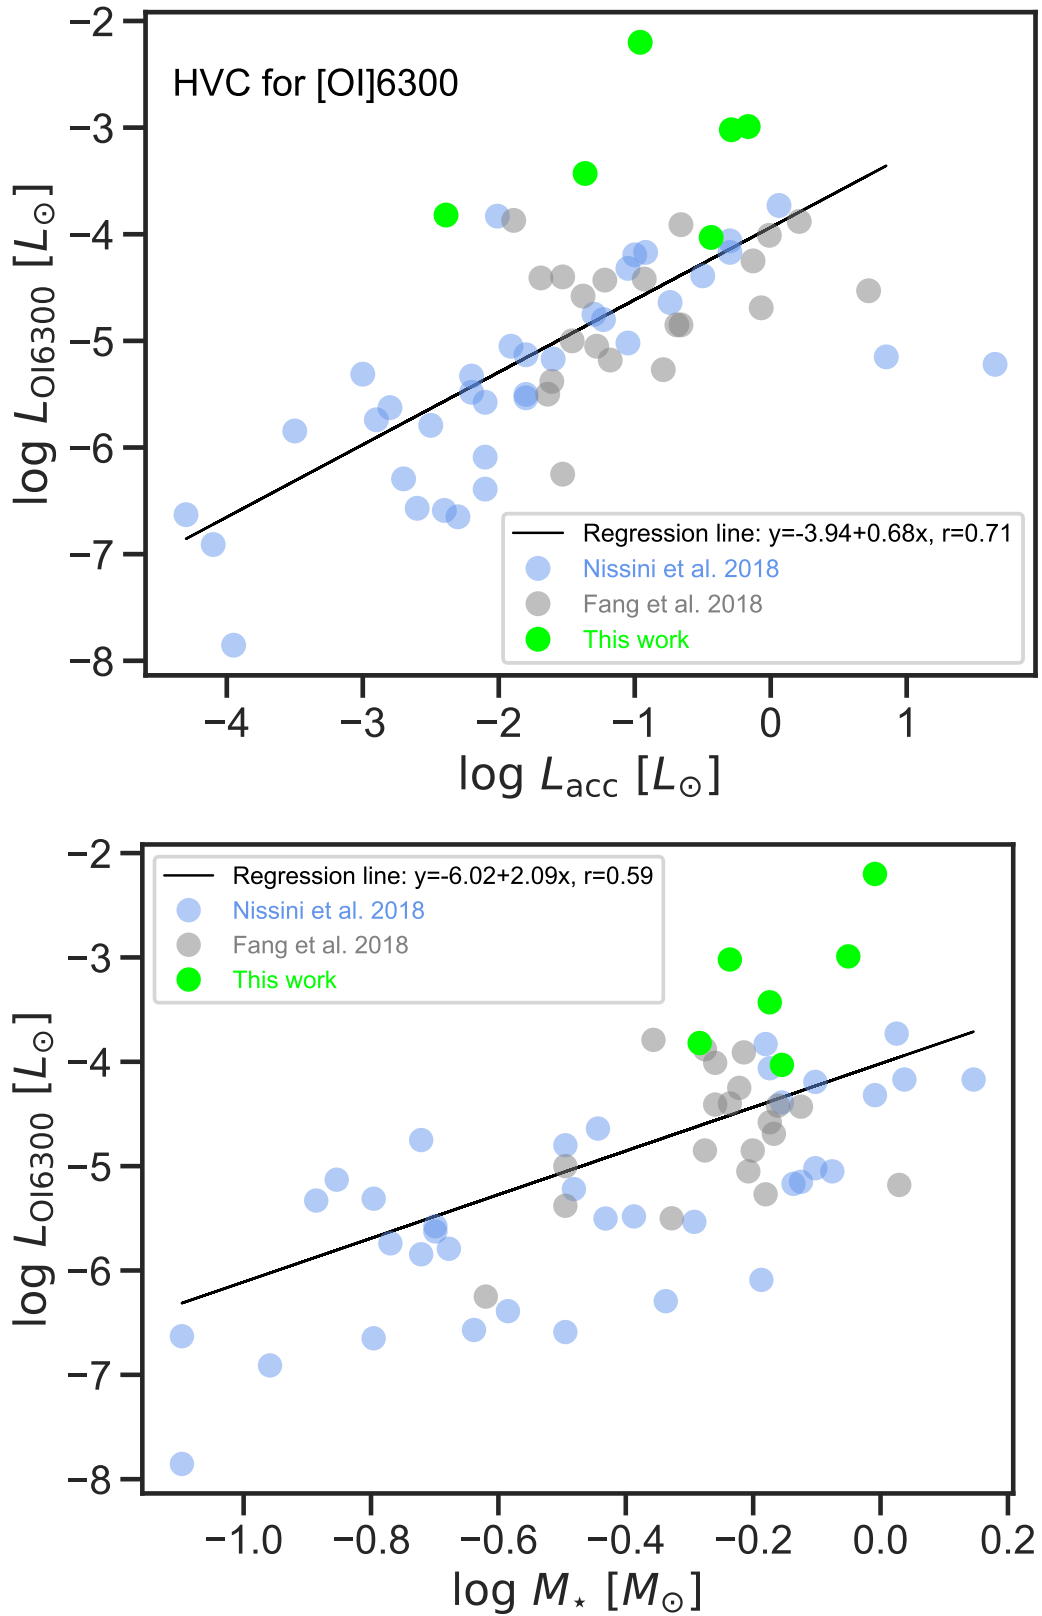 −2
HVC for [OI]6300
−3
−4
−5
−6
−7
−8
log L_OI6300 [L_⊙]
Regression line: y=-3.94+0.68x, r=0.71
Nissini et al. 2018
Fang et al. 2018
This work
−4 −3 −2 −1 0 1
log L_acc [L_⊙]
−2
Regression line: y=-6.02+2.09x, r=0.59
Nissini et al. 2018
Fang et al. 2018
This work
−3
−4
−5
−6
−7
−8
log L_OI6300 [L_⊙]
−1.0 −0.8 −0.6 −0.4 −0.2 0.0 0.2
log M_⋆ [M_⊙]